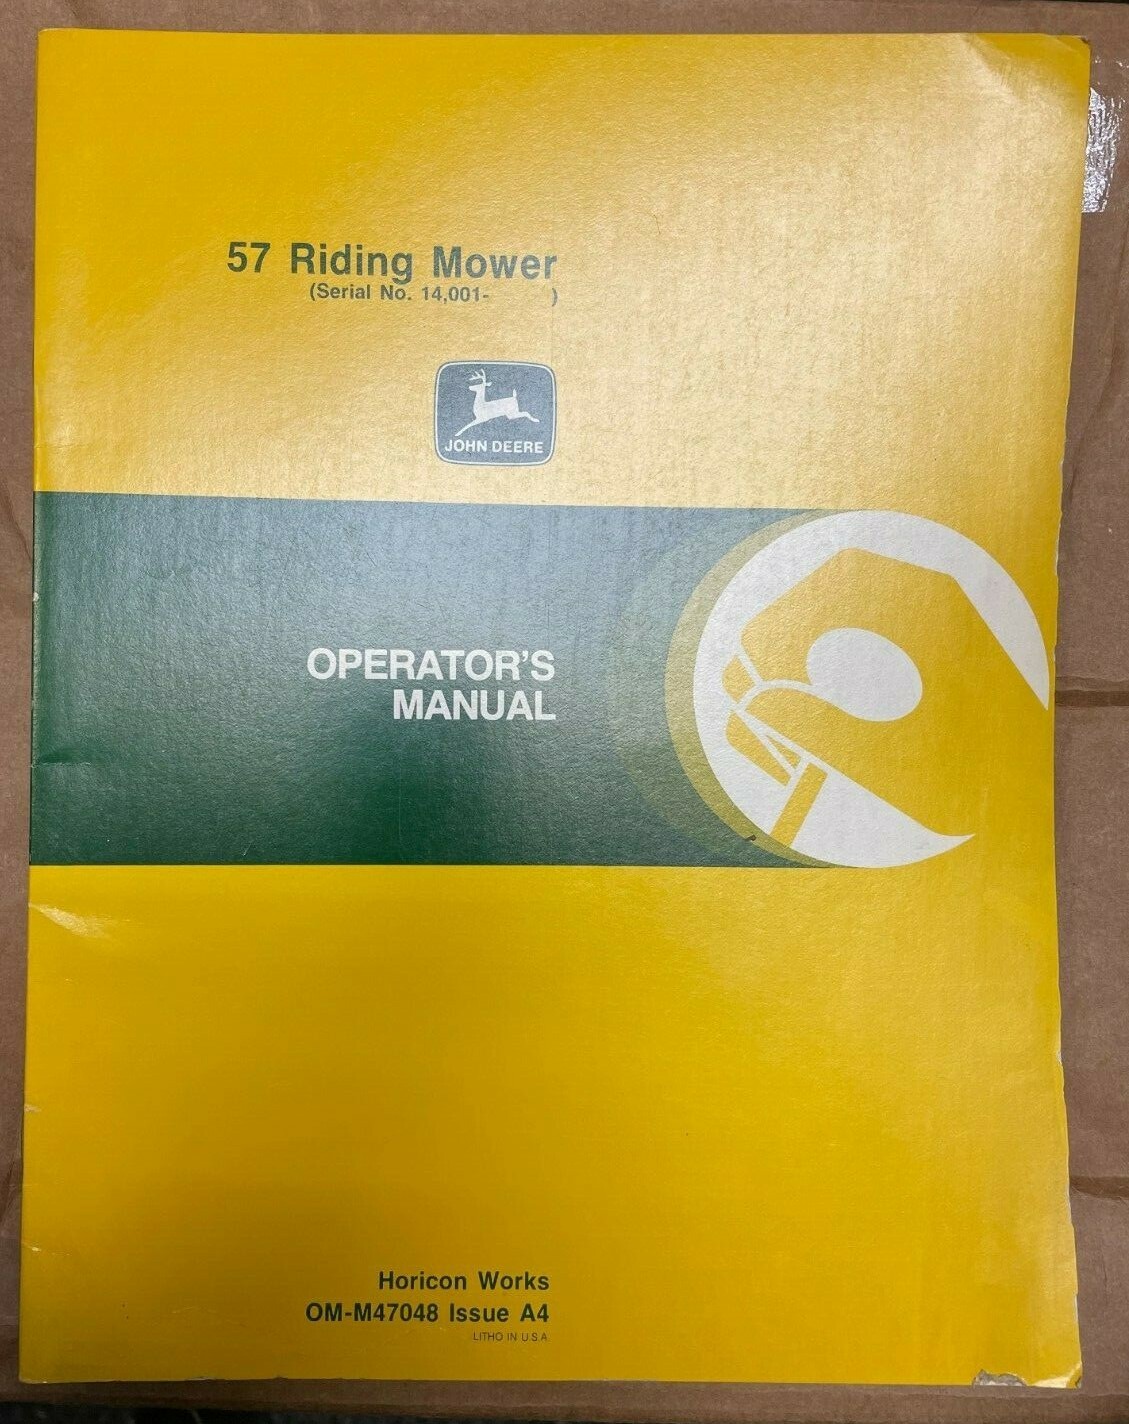 57 Riding Mower
(Serial No. 14,001-      )
JOHN DEERE
OPERATOR'S
MANUAL
Horicon Works
OM-M47048 Issue A4
LITHO IN U.S.A.